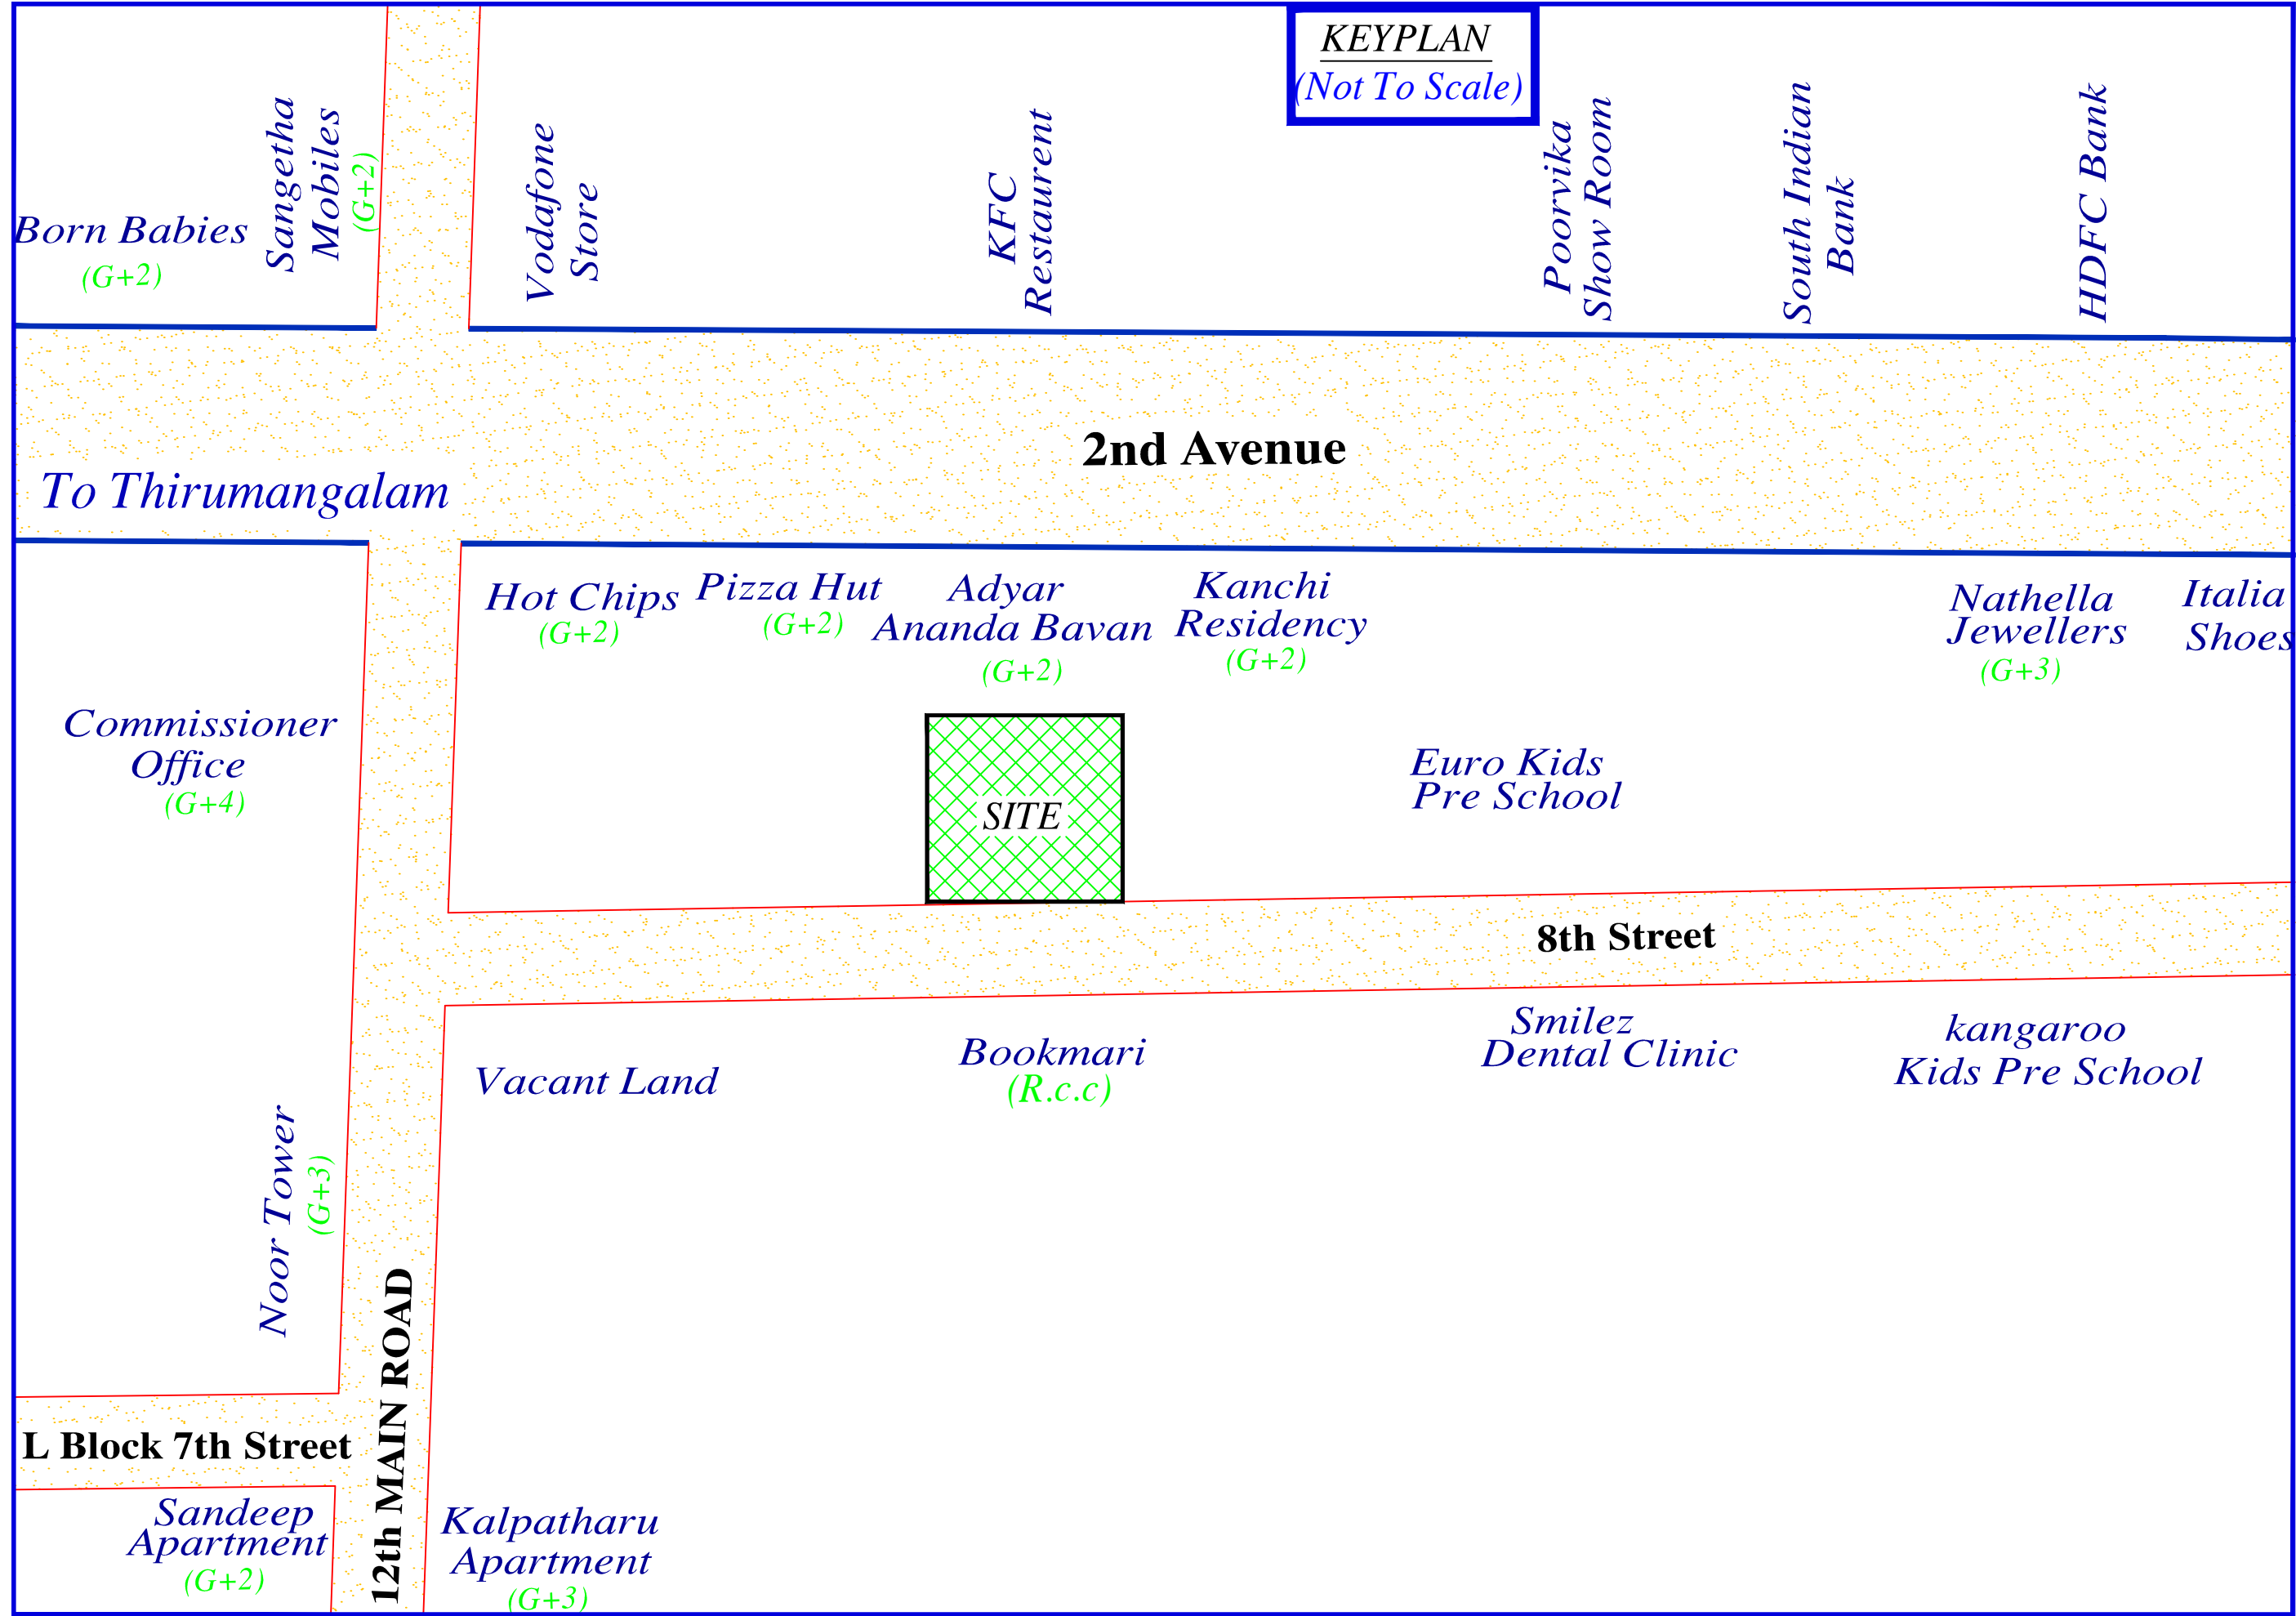 KEYPLAN
(Not To Scale)
Born Babies
(G+2)
Sangetha
Mobiles
(G+2)
Vodafone
Store
KFC
Restaurent
Poorvika
Show Room
South Indian
Bank
HDFC Bank
2nd Avenue
To Thirumangalam
Hot Chips
(G+2)
Pizza Hut
(G+2)
Adyar
Ananda Bavan
(G+2)
Kanchi
Residency
(G+2)
Nathella
Jewellers
(G+3)
Italia
Shoes
Commissioner
Office
(G+4)
SITE
Euro Kids
Pre School
8th Street
Vacant Land
Bookmari
(R.c.c)
Smilez
Dental Clinic
kangaroo
Kids Pre School
Noor Tower
(G+3)
12th MAIN ROAD
L Block 7th Street
Sandeep
Apartment
(G+2)
Kalpatharu
Apartment
(G+3)